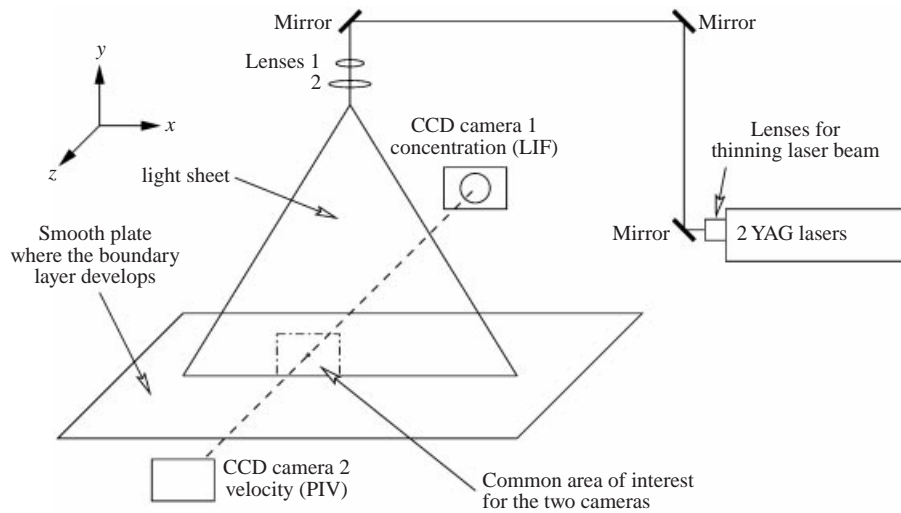 Mirror
Mirror
Lenses 1
2
y
x
z
CCD camera 1
concentration (LIF)
Lenses for
thinning laser beam
light sheet
Mirror
2 YAG lasers
Smooth plate
where the boundary
layer develops
CCD camera 2
velocity (PIV)
Common area of interest
for the two cameras